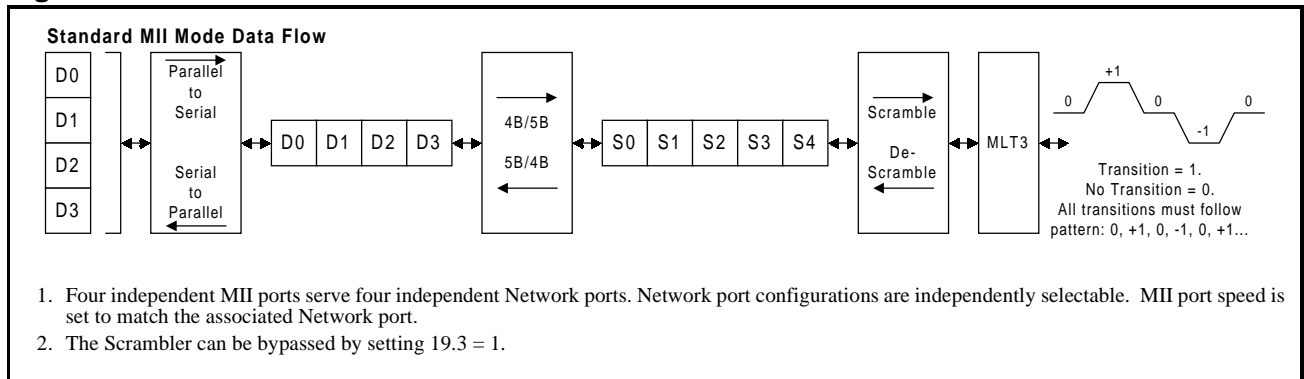 Standard MII Mode Data Flow
D0
D1
D2
D3
Parallel
to
Serial
Serial
to
Parallel
D0 D1 D2 D3
4B/5B
5B/4B
S0 S1 S2 S3 S4
Scramble
De-
Scramble
MLT3
0 +1 0 -1 0
Transition = 1.
No Transition = 0.
All transitions must follow
pattern: 0, +1, 0, -1, 0, +1...
1. Four independent MII ports serve four independent Network ports. Network port configurations are independently selectable. MII port speed is
set to match the associated Network port.
2. The Scrambler can be bypassed by setting 19.3 = 1.